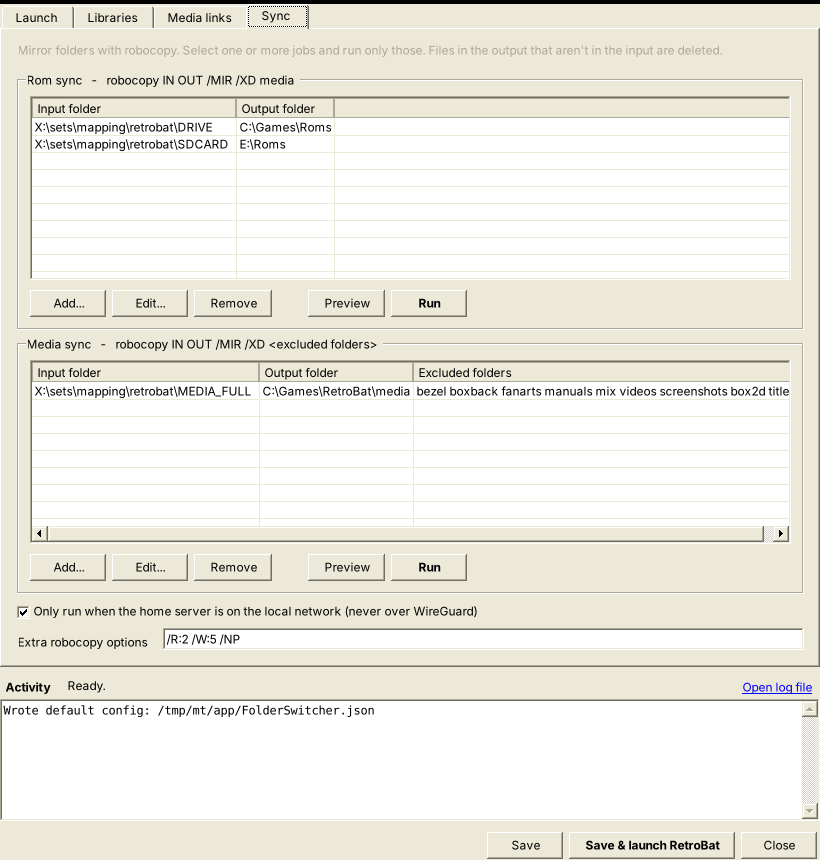 Launch Libraries Media links Sync
Mirror folders with robocopy. Select one or more jobs and run only those. Files in the output that aren't in the input are deleted.
Rom sync - robocopy IN OUT /MIR /XD media
Input folder Output folder
X:\sets\mapping\retrobat\DRIVE C:\Games\Roms
X:\sets\mapping\retrobat\SDCARD E:\Roms
Add... Edit... Remove Preview Run
Media sync - robocopy IN OUT /MIR /XD <excluded folders>
Input folder Output folder Excluded folders
X:\sets\mapping\retrobat\MEDIA_FULL C:\Games\RetroBat\media bezel boxback fanarts manuals mix videos screenshots box2d title
Add... Edit... Remove Preview Run
Only run when the home server is on the local network (never over WireGuard)
Extra robocopy options /R:2 /W:5 /NP
Activity Ready. Open log file
Wrote default config: /tmp/mt/app/FolderSwitcher.json
Save Save & launch RetroBat Close